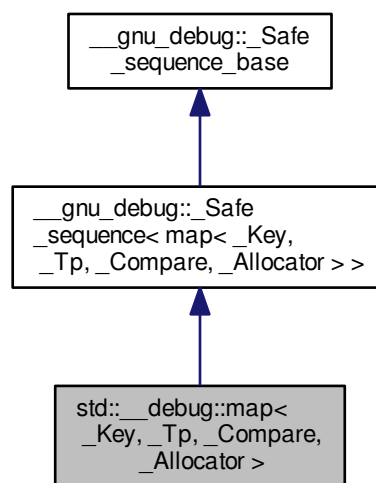 __gnu_debug::_Safe
_sequence_base
__gnu_debug::_Safe
_sequence< map< _Key,
_Tp, _Compare, _Allocator > >
std::__debug::map<
_Key, _Tp, _Compare,
_Allocator >